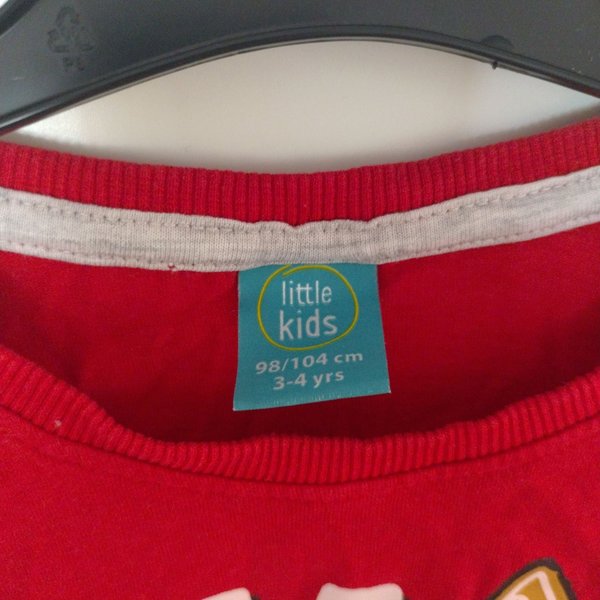 little
kids
98/104 cm
3-4 yrs